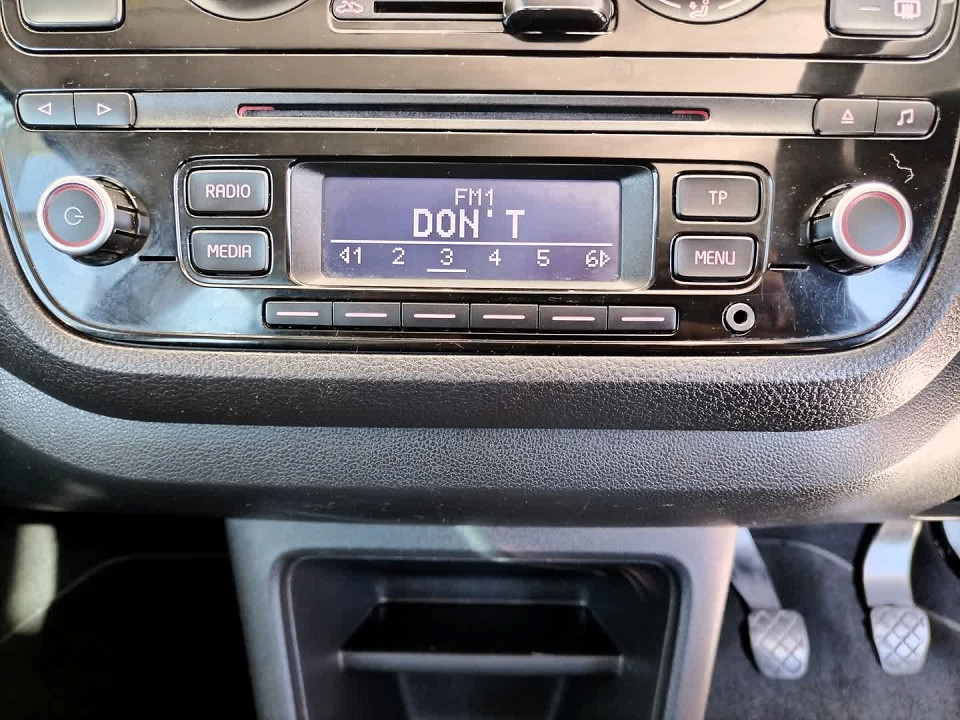 RADIO
MEDIA
FM1
DON'T
1 2 3 4 5 6
TP
MENU